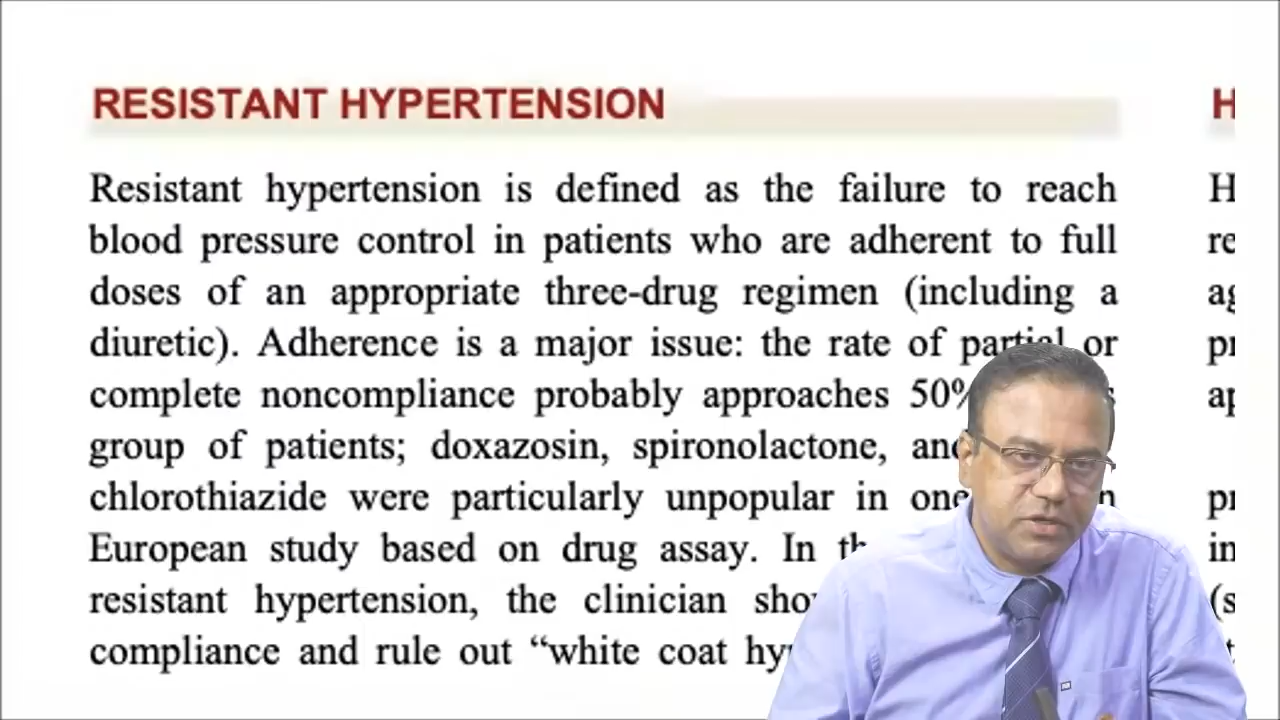 RESISTANT HYPERTENSION
Resistant hypertension is defined as the failure to reach
blood pressure control in patients who are adherent to full
doses of an appropriate three-drug regimen (including a
diuretic). Adherence is a major issue: the rate of partial or
complete noncompliance probably approaches 50%
group of patients; doxazosin, spironolactone,
chlorothiazide were particularly unpopular in
European study based on drug assay. In
resistant hypertension, the clinician
compliance and rule out “white coat